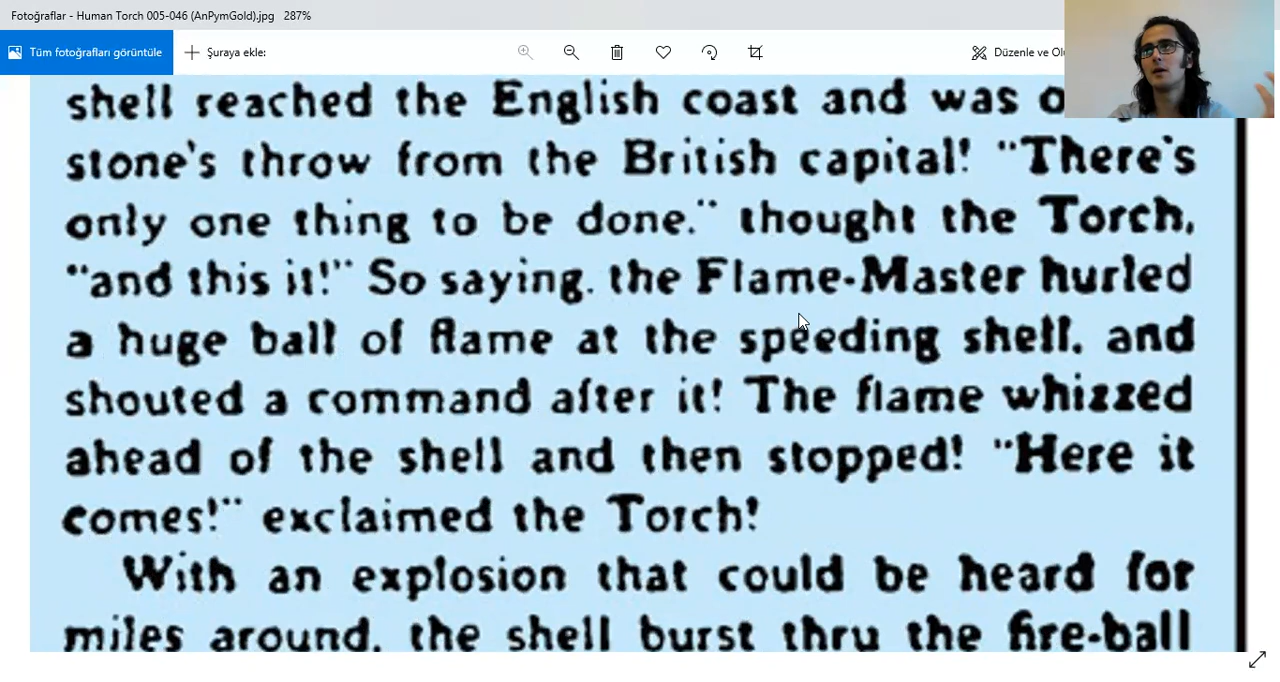 Fotoğraflar - Human Torch 005-046 (AnPymGold).jpg 287%
Tüm fotoğrafları görüntüle Şuraya ekle: Düzenle ve
shell reached the English coast and was
stone's throw from the British capital! "There's
only one thing to be done." thought the Torch,
"and this it!" So saying, the Flame-Master hurled
a huge ball of flame at the speeding shell, and
shouted a command after it! The flame whizzed
ahead of the shell and then stopped! "Here it
comes!" exclaimed the Torch!
With an explosion that could be heard for
miles around, the shell burst thru the fire-ball